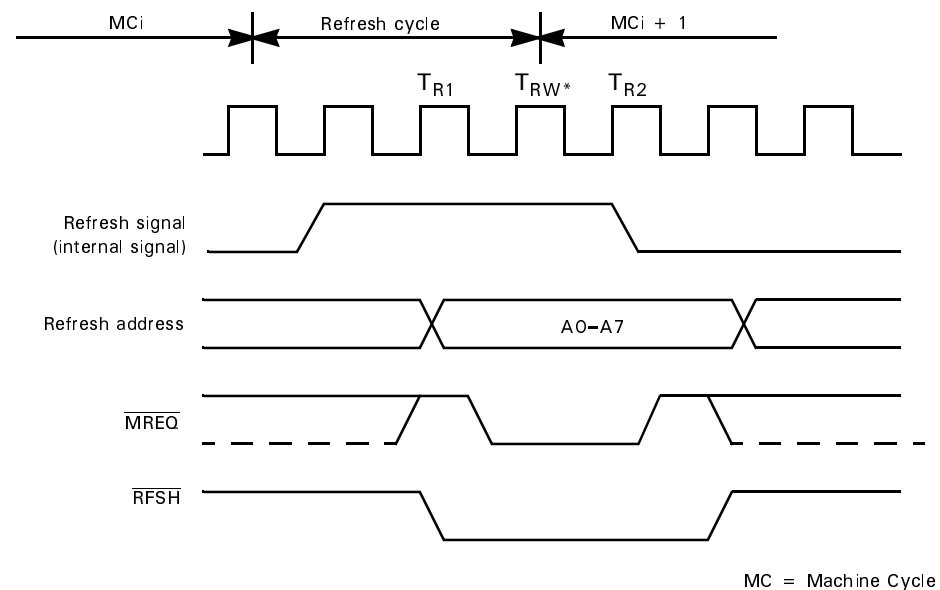 MCi
Refresh cycle
MCi + 1
TR1
TRW*
TR2
Refresh signal
(internal signal)
Refresh address
A0–A7
MREQ
RFSH
MC = Machine Cycle